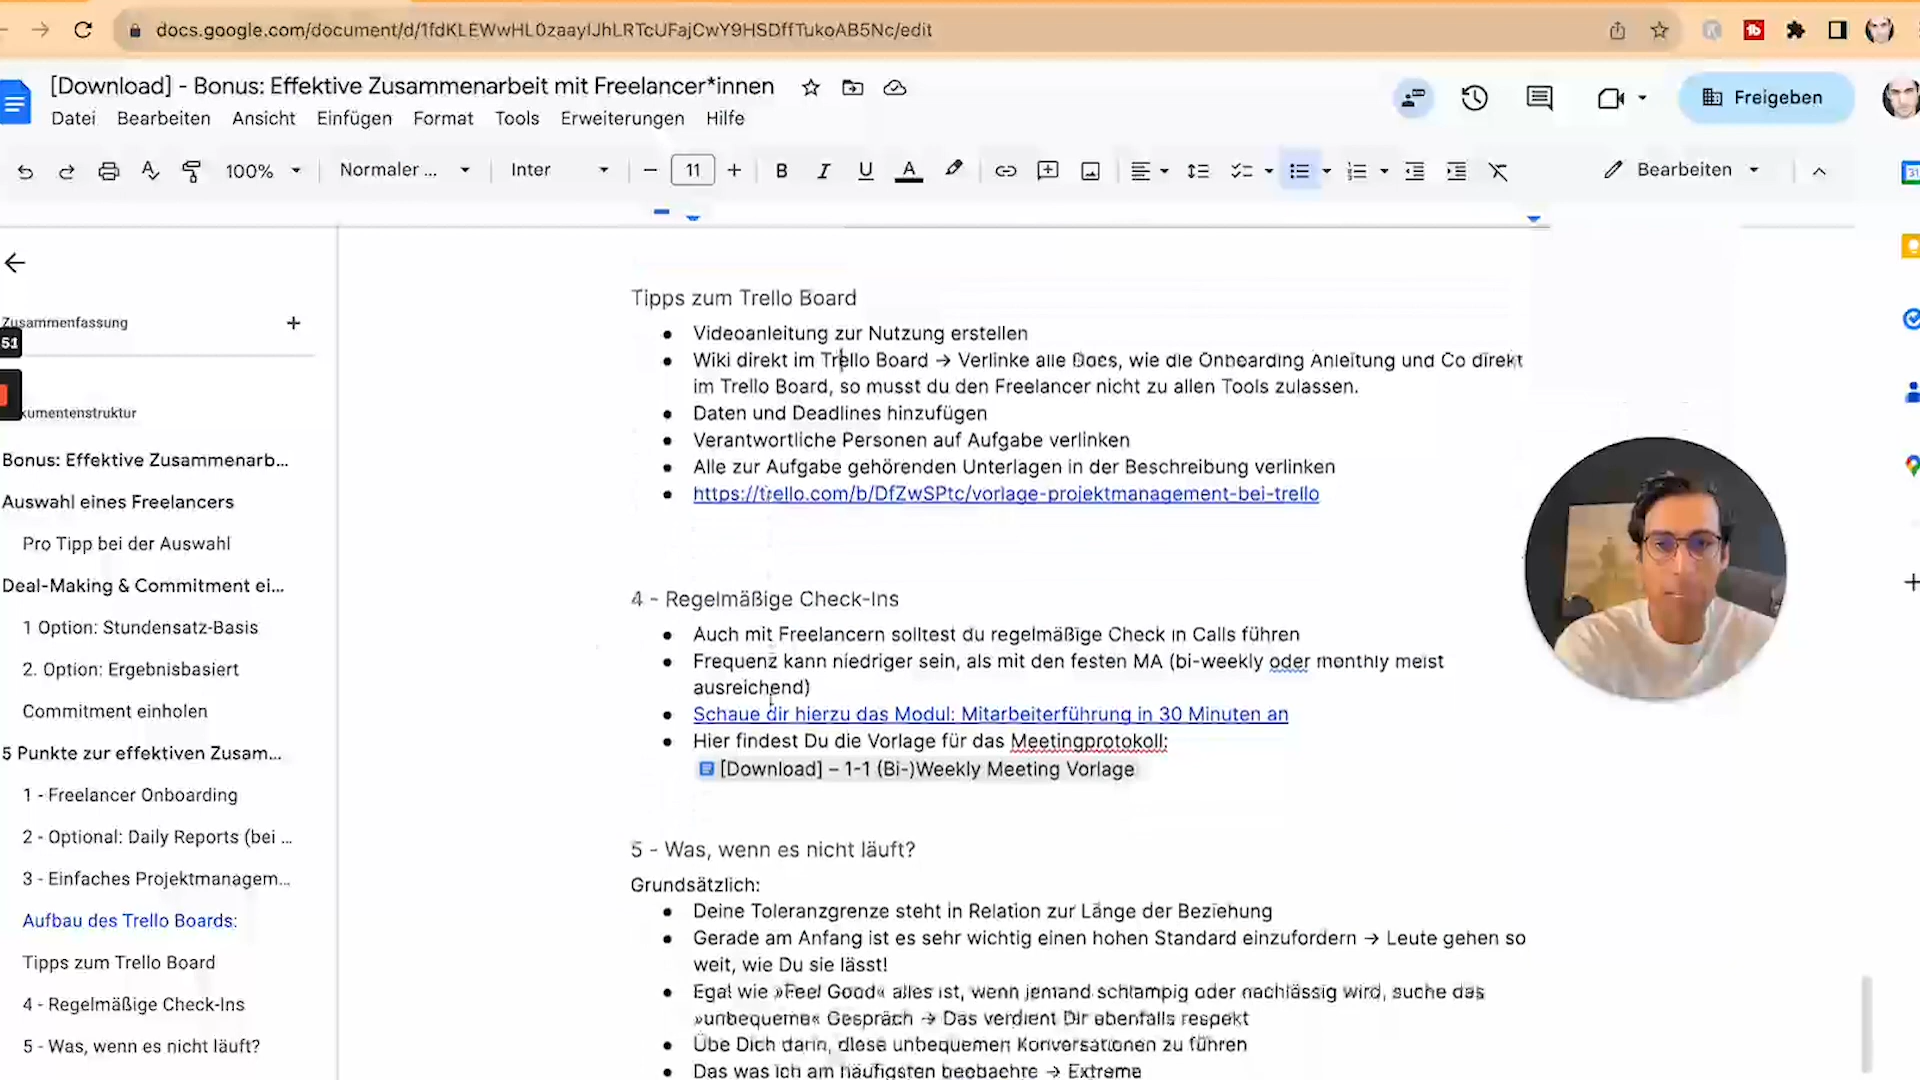 docs.google.com/document/d/1fdKLEWwHL0zaayIJhLRTcUFajCwY9HSDffTukoAB5Nc/edit
[Download] - Bonus: Effektive Zusammenarbeit mit Freelancer*innen
Datei Bearbeiten Ansicht Einfügen Format Tools Erweiterungen Hilfe
Freigeben
100% Normaler ... Inter 11 Bearbeiten
Zusammenfassung
51
kumentenstruktur
Bonus: Effektive Zusammenarb...
Auswahl eines Freelancers
Pro Tipp bei der Auswahl
Deal-Making & Commitment ei...
1 Option: Stundensatz-Basis
2. Option: Ergebnisbasiert
Commitment einholen
5 Punkte zur effektiven Zusam...
1 - Freelancer Onboarding
2 - Optional: Daily Reports (bei ...
3 - Einfaches Projektmanagem...
Aufbau des Trello Boards:
Tipps zum Trello Board
4 - Regelmäßige Check-Ins
5 - Was, wenn es nicht läuft?
Tipps zum Trello Board
● Videoanleitung zur Nutzung erstellen
● Wiki direkt im Trello Board → Verlinke alle Docs, wie die Onboarding Anleitung und Co direkt
im Trello Board, so musst du den Freelancer nicht zu allen Tools zulassen.
● Daten und Deadlines hinzufügen
● Verantwortliche Personen auf Aufgabe verlinken
● Alle zur Aufgabe gehörenden Unterlagen in der Beschreibung verlinken
● https://trello.com/b/DfZwSPtc/vorlage-projektmanagement-bei-trello
4 - Regelmäßige Check-Ins
● Auch mit Freelancern solltest du regelmäßige Check in Calls führen
● Frequenz kann niedriger sein, als mit den festen MA (bi-weekly oder monthly meist
ausreichend)
● Schaue dir hierzu das Modul: Mitarbeiterführung in 30 Minuten an
● Hier findest Du die Vorlage für das Meetingprotokoll:
[Download] – 1-1 (Bi-)Weekly Meeting Vorlage
5 - Was, wenn es nicht läuft?
Grundsätzlich:
● Deine Toleranzgrenze steht in Relation zur Länge der Beziehung
● Gerade am Anfang ist es sehr wichtig einen hohen Standard einzufordern → Leute gehen so
weit, wie Du sie lässt!
● Egal wie »Feel Good« alles ist, wenn jemand schlampig oder nachlässig wird, suche das
»unbequeme« Gespräch → Das verdient Dir ebenfalls respekt
● Übe Dich darin, diese unbequemen Konversationen zu führen
● Das was ich am häufigsten beobachte → Extreme